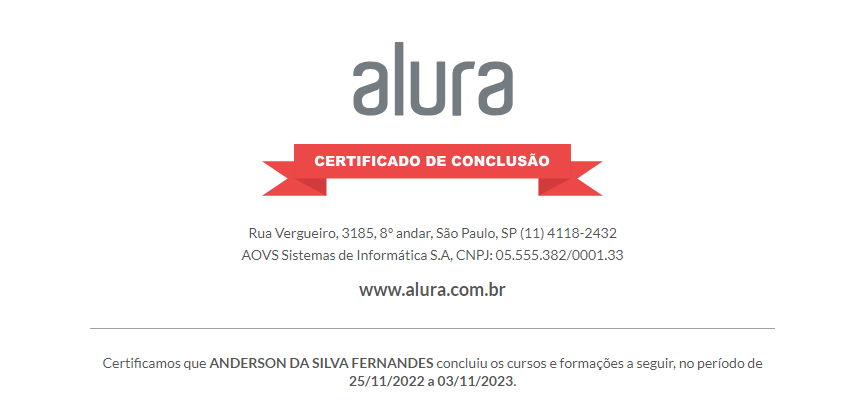 alura
CERTIFICADO DE CONCLUSÃO
Rua Vergueiro, 3185, 8º andar, São Paulo, SP (11) 4118-2432
AOVS Sistemas de Informática S.A, CNPJ: 05.555.382/0001.33
www.alura.com.br
Certificamos que ANDERSON DA SILVA FERNANDES concluiu os cursos e formações a seguir, no período de
25/11/2022 a 03/11/2023.